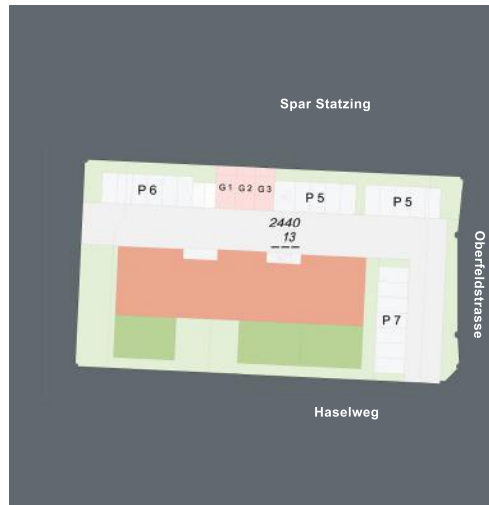 Spar Statzing
P 6
G 1 G 2 G 3
P 5
P 5
2440
13
Oberfeldstrasse
P 7
Haselweg